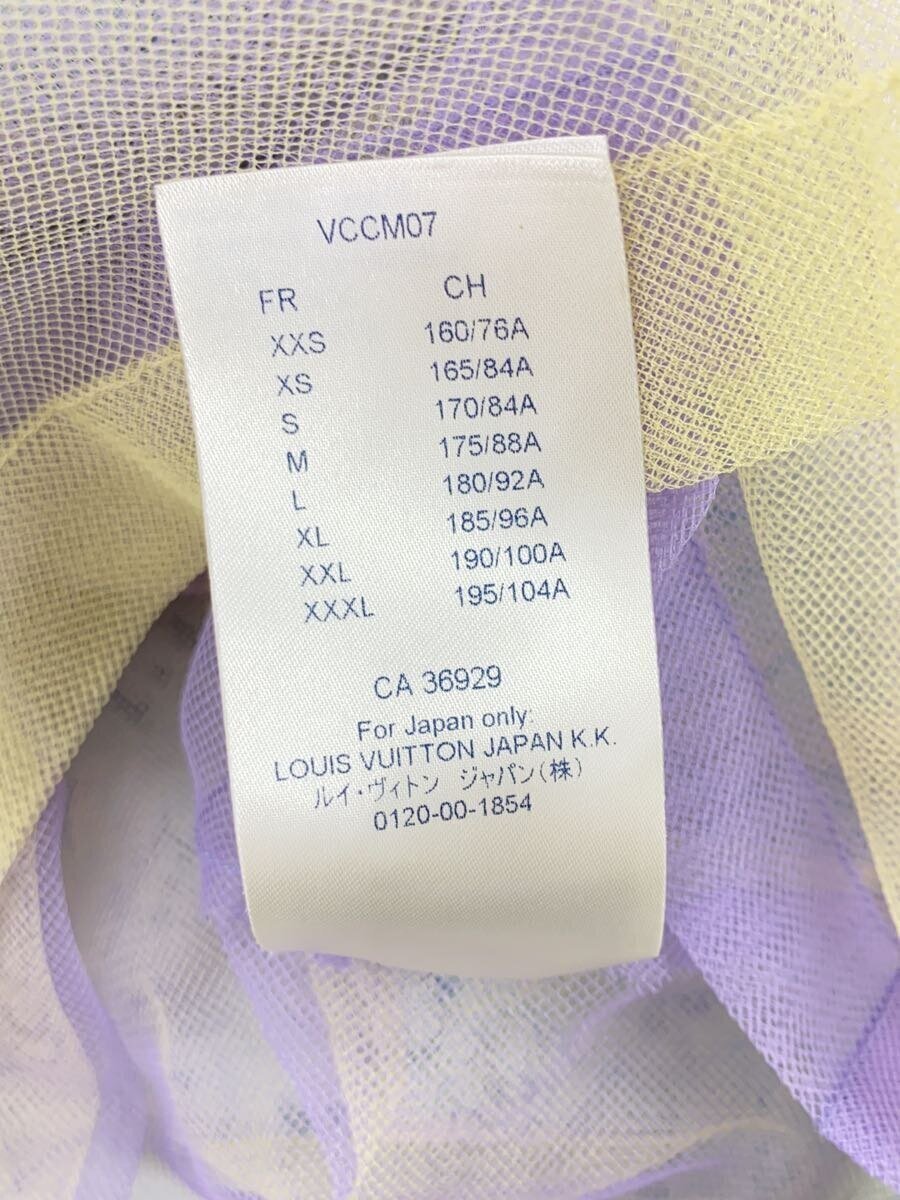 VCCM07
FR CH
XXS 160/76A
XS 165/84A
S 170/84A
M 175/88A
L 180/92A
XL 185/96A
XXL 190/100A
XXXL 195/104A
CA 36929
For Japan only:
LOUIS VUITTON JAPAN K.K.
ルイ・ヴィトン ジャパン(株)
0120-00-1854